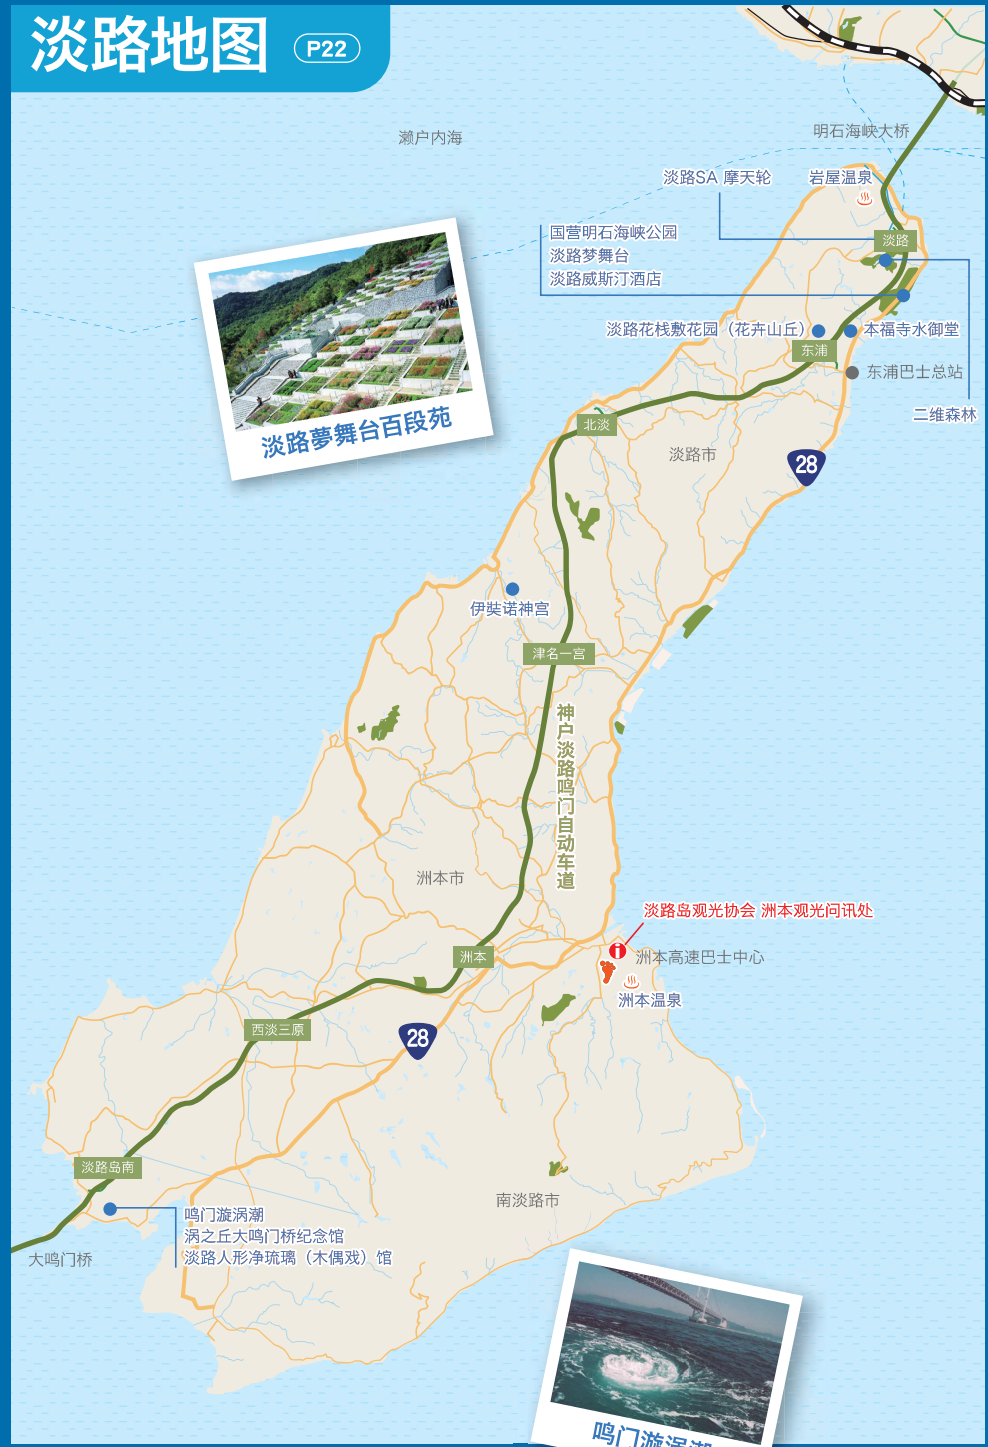 淡路地图 P22
濑户内海
明石海峡大桥
淡路SA 摩天轮
岩屋温泉
国营明石海峡公园
淡路梦舞台
淡路威斯汀酒店
淡路
淡路花栈敷花园（花卉山丘）
本福寺水御堂
东浦
东浦巴士总站
二维森林
淡路夢舞台百段苑
北淡
淡路市
28
伊奘诺神宫
津名一宫
神户淡路鸣门自动车道
洲本市
淡路岛观光协会 洲本观光问讯处
洲本
洲本高速巴士中心
洲本温泉
西淡三原
28
淡路岛南
南淡路市
鸣门漩涡潮
涡之丘大鸣门桥纪念馆
淡路人形净琉璃（木偶戏）馆
大鸣门桥
鸣门漩涡潮